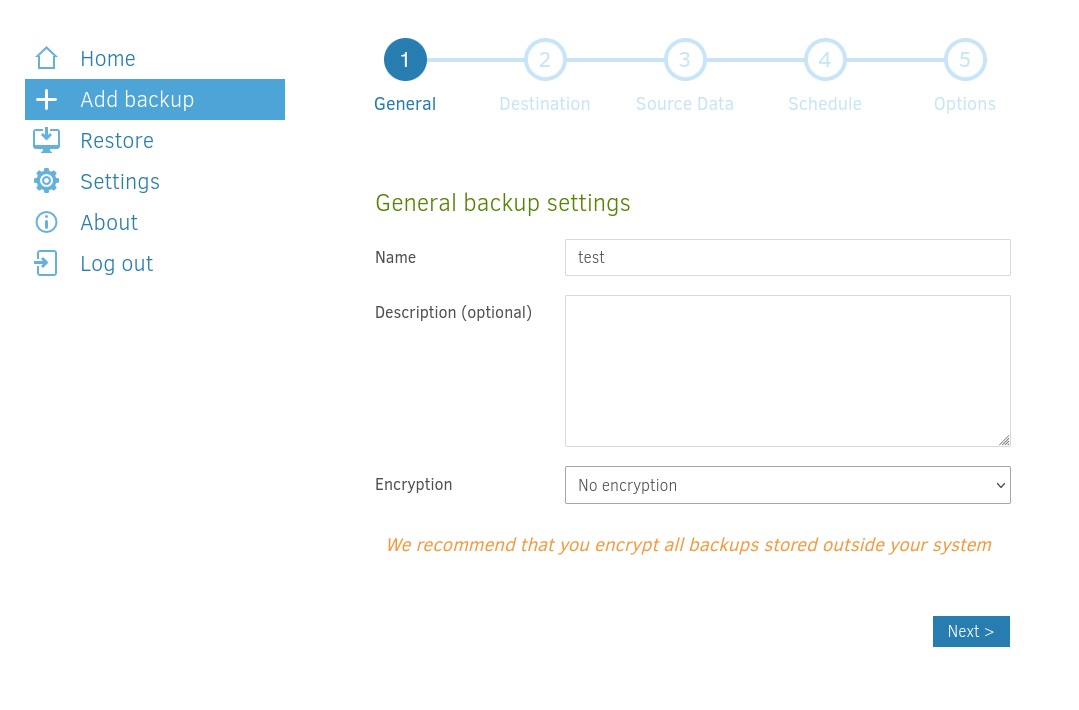 Home
Add backup
Restore
Settings
About
Log out
1 2 3 4 5
General Destination Source Data Schedule Options
General backup settings
Name test
Description (optional)
Encryption No encryption
We recommend that you encrypt all backups stored outside your system
Next >